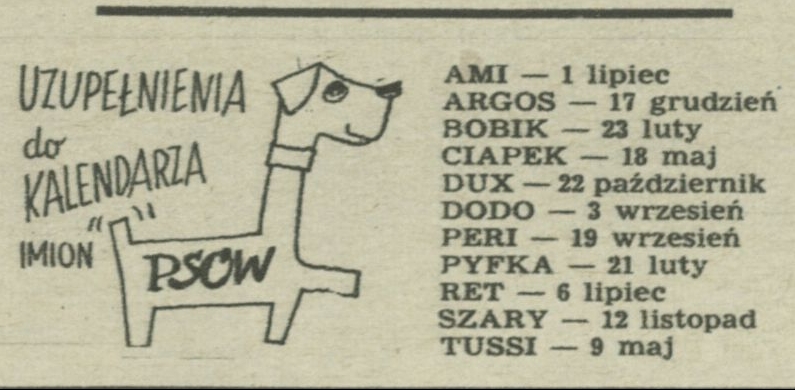 UZUPEŁNIENIA
do
KALENDARZA
IMION
PSÓW
AMI — 1 lipiec
ARGOS — 17 grudzień
BOBIK — 23 luty
CIAPEK — 18 maj
DUX — 22 październik
DODO — 3 wrzesień
PERI — 19 wrzesień
PYFKA — 21 luty
RET — 6 lipiec
SZARY — 12 listopad
TUSSI — 9 maj